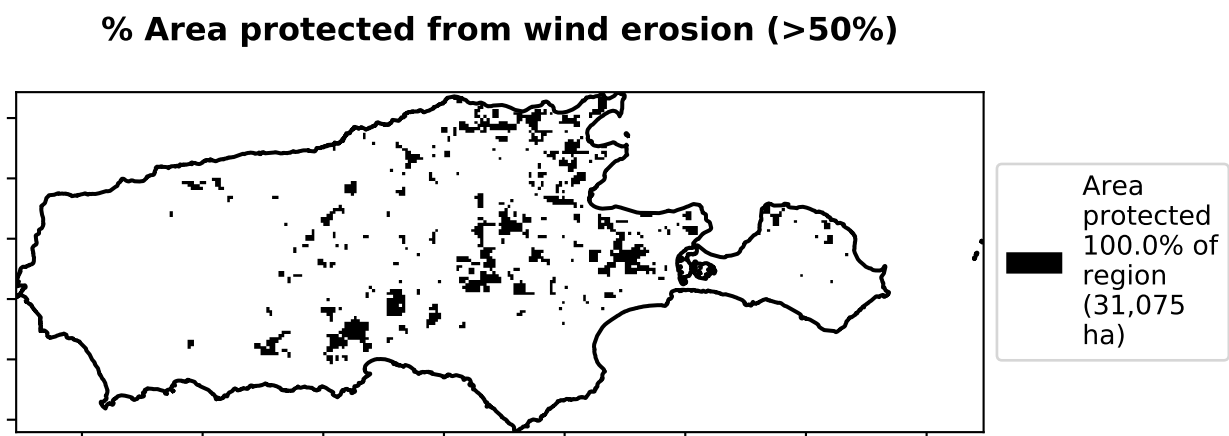 % Area protected from wind erosion (>50%)
Area
protected
100.0% of
region
(31,075
ha)